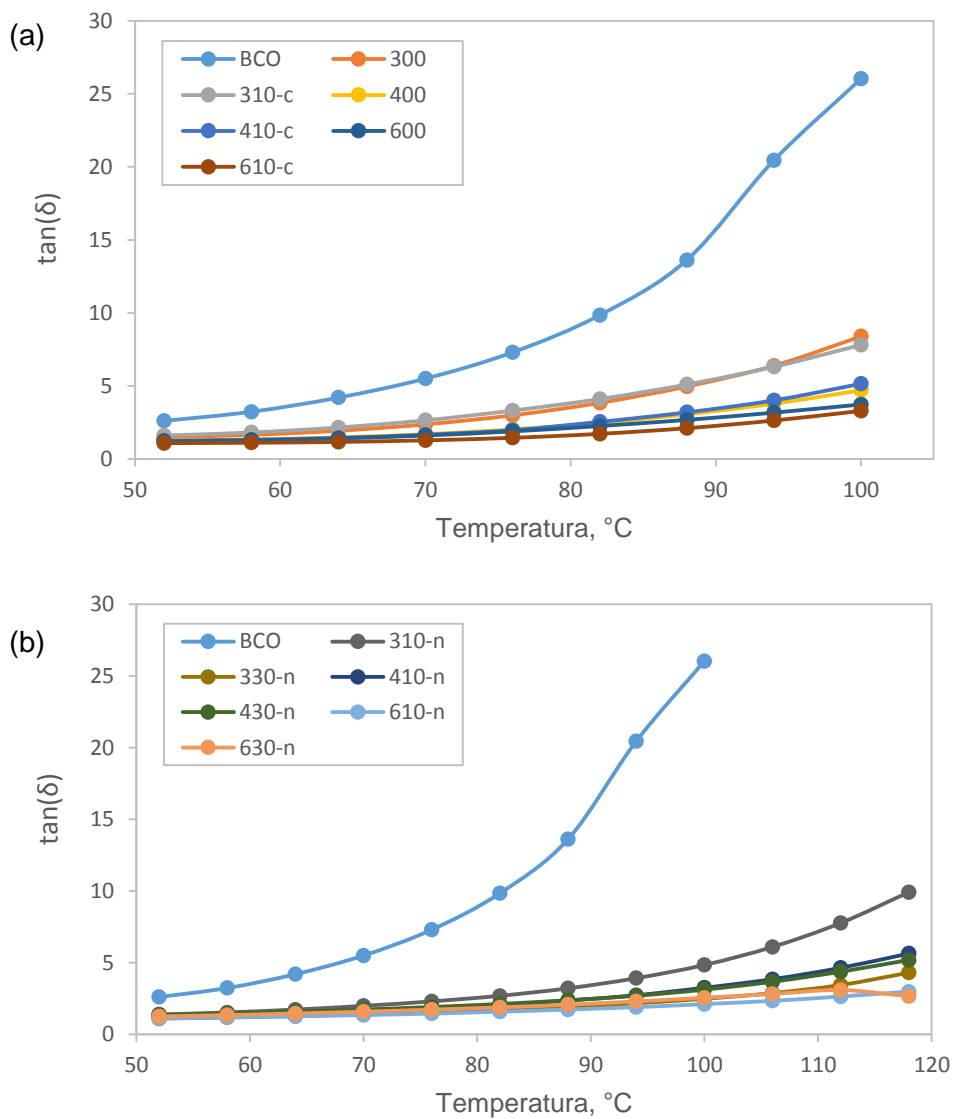 (a)
30
25
20
15
10
5
0
tan(δ)
BCO 300
310-c 400
410-c 600
610-c
50 60 70 80 90 100
Temperatura, °C
(b)
30
25
20
15
10
5
0
tan(δ)
BCO 310-n
330-n 410-n
430-n 610-n
630-n
50 60 70 80 90 100 110 120
Temperatura, °C